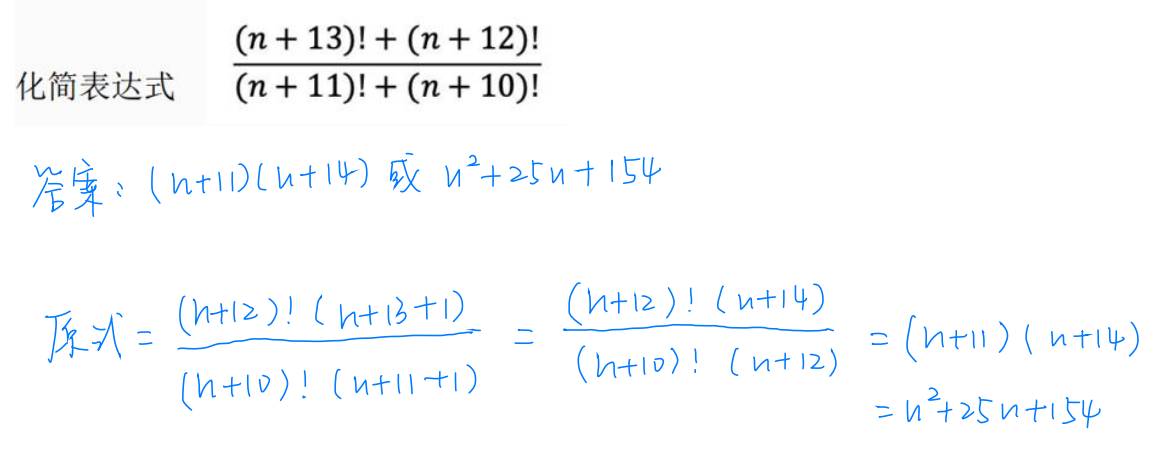 化简表达式 \frac{(n + 13)! + (n + 12)!}{(n + 11)! + (n + 10)!}
答案：(n+11)(n+14) 或 n²+25n+154
原式 = \frac{(n+12)! (n+13+1)}{(n+10)! (n+11+1)} = \frac{(n+12)! (n+14)}{(n+10)! (n+12)} = (n+11)(n+14)
= n²+25n+154